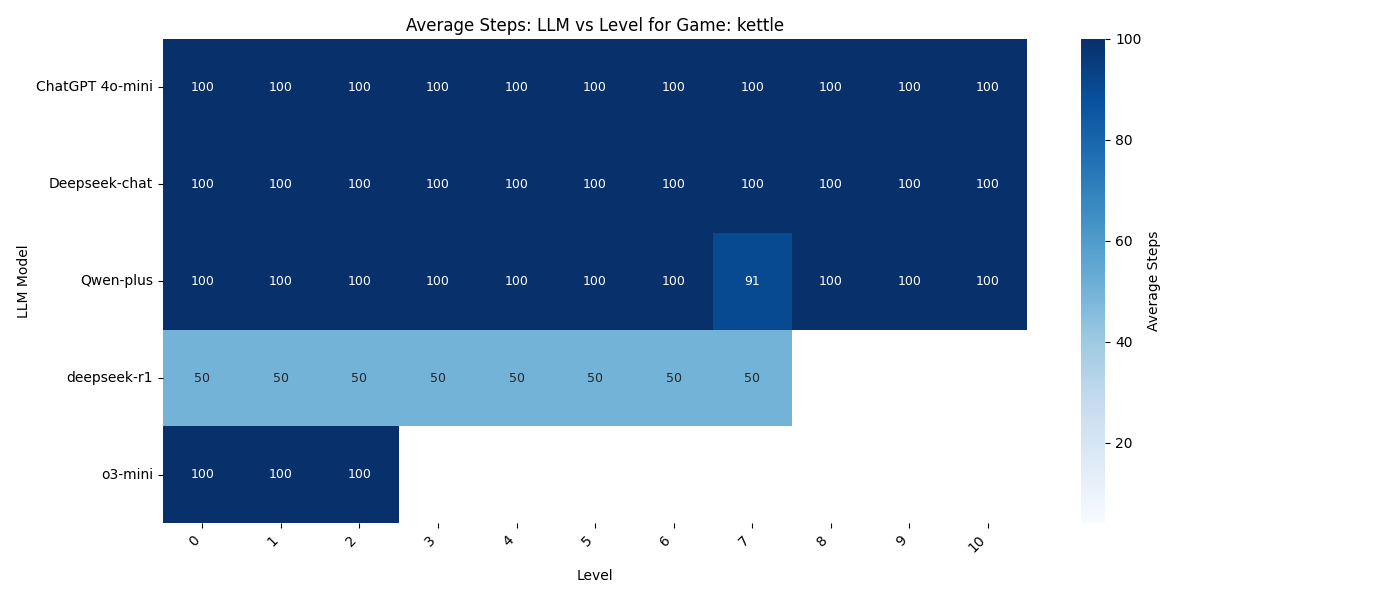 Average Steps: LLM vs Level for Game: kettle
LLM Model
ChatGPT 4o-mini 100 100 100 100 100 100 100 100 100 100 100
Deepseek-chat 100 100 100 100 100 100 100 100 100 100 100
Qwen-plus 100 100 100 100 100 100 100 91 100 100 100
deepseek-r1 50 50 50 50 50 50 50 50
o3-mini 100 100 100
0 1 2 3 4 5 6 7 8 9 10
Level
100
80
60
40
20
Average Steps